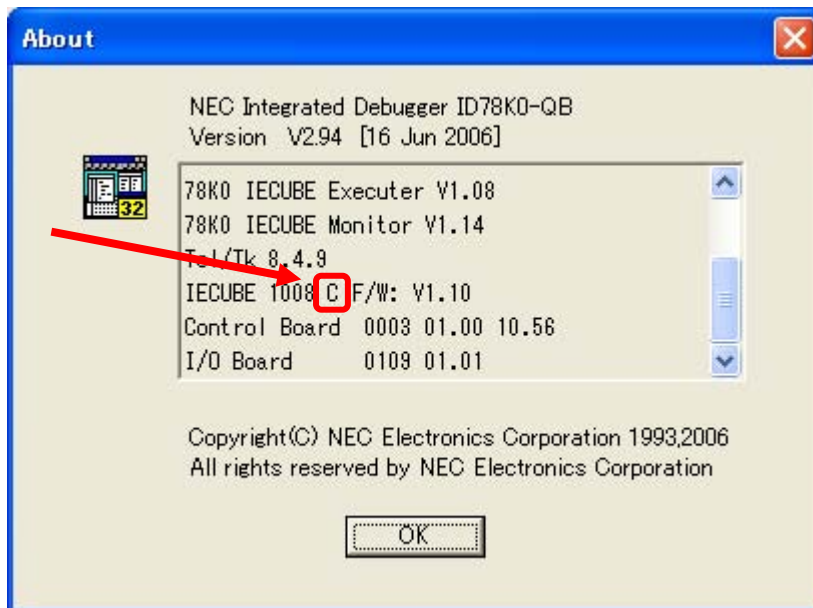 About
NEC Integrated Debugger ID78K0-QB
Version V2.94 [16 Jun 2006]
32
78K0 IECUBE Executer V1.08
78K0 IECUBE Monitor V1.14
Tcl/Tk 8.4.9
IECUBE 1008 C F/W: V1.10
Control Board 0003 01.00 10.56
I/O Board 0109 01.01
Copyright(C) NEC Electronics Corporation 1993,2006
All rights reserved by NEC Electronics Corporation
OK